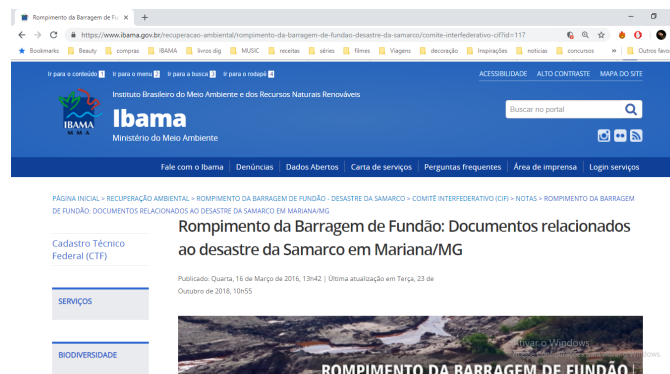 Rompimento da Barragem de Fu
https://www.ibama.gov.br/recuperacao-ambiental/rompimento-da-barragem-de-fundao-desastre-da-samarco/comite-interfederativo-cif?id=117
Bookmarks Beauty compras IBAMA livros dig MUSIC receitas séries filmes Viagens decoração Inspirações noticias concursos » Outros favo
Ir para o conteúdo 1 Ir para o menu 2 Ir para a busca 3 Ir para o rodapé 4 ACESSIBILIDADE ALTO CONTRASTE MAPA DO SITE
Instituto Brasileiro do Meio Ambiente e dos Recursos Naturais Renováveis
IBAMA
M M A
Ibama
Ministério do Meio Ambiente
Buscar no portal
Fale com o Ibama Denúncias Dados Abertos Carta de serviços Perguntas frequentes Área de imprensa Login serviços
PÁGINA INICIAL > RECUPERAÇÃO AMBIENTAL > ROMPIMENTO DA BARRAGEM DE FUNDÃO - DESASTRE DA SAMARCO > COMITÊ INTERFEDERATIVO (CIF) > NOTAS > ROMPIMENTO DA BARRAGEM
DE FUNDÃO: DOCUMENTOS RELACIONADOS AO DESASTRE DA SAMARCO EM MARIANA/MG
Cadastro Técnico
Federal (CTF)
SERVIÇOS
BIODIVERSIDADE
Rompimento da Barragem de Fundão: Documentos relacionados
ao desastre da Samarco em Mariana/MG
Publicado: Quarta, 16 de Março de 2016, 13h42 | Última atualização em Terça, 23 de
Outubro de 2018, 10h55
Ativar o Windows
ROMPIMENTO DA BARRAGEM DE FUNDÃO